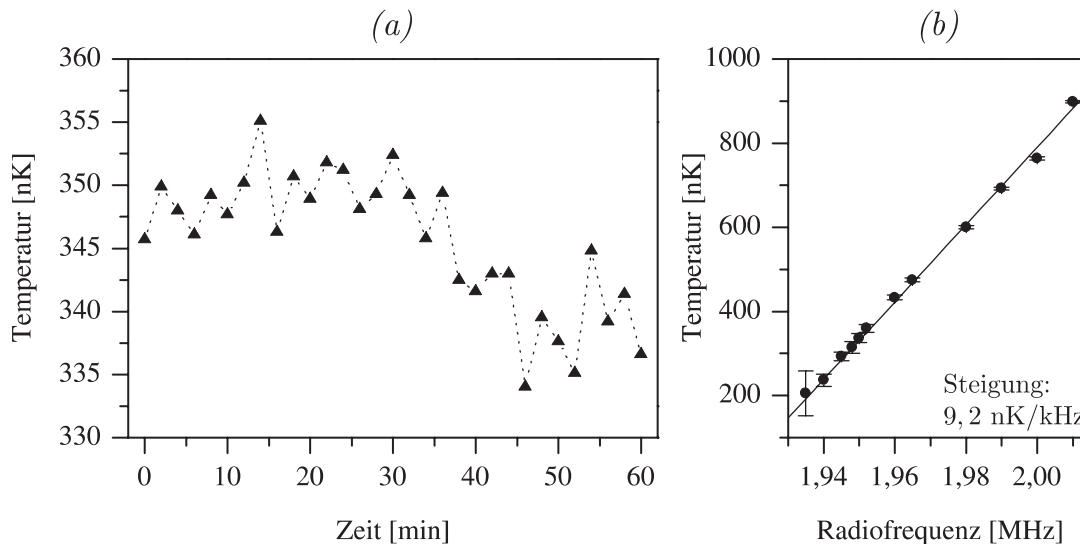 (a)
360
355
350
345
340
335
330
Temperatur [nK]
0 10 20 30 40 50 60
Zeit [min]
(b)
1000
800
600
400
200
Temperatur [nK]
Steigung:
9,2 nK/kHz
1,94 1,96 1,98 2,00
Radiofrequenz [MHz]